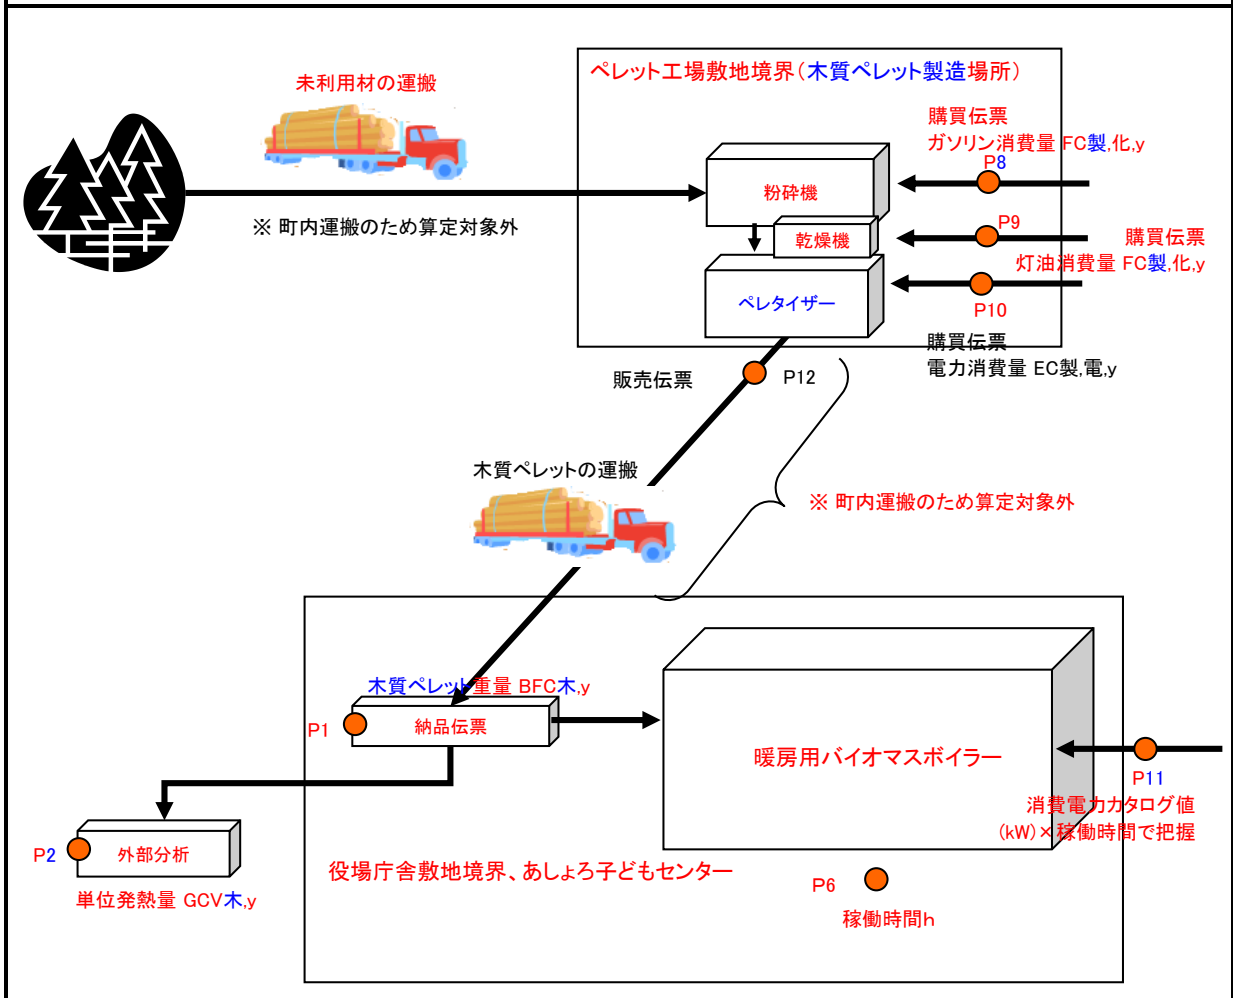 未利用材の運搬
※ 町内運搬のため算定対象外
ペレット工場敷地境界（木質ペレット製造場所）
購買伝票
ガソリン消費量 FC製,化,y
P8
粉砕機
P9
乾燥機
購買伝票
灯油消費量 FC製,化,y
ペレタイザー
P10
購買伝票
電力消費量 EC製,電,y
販売伝票
P12
木質ペレットの運搬
※ 町内運搬のため算定対象外
木質ペレット重量 BFC木,y
P1
納品伝票
暖房用バイオマスボイラー
P11
消費電力カタログ値
(kW)×稼働時間で把握
P2
外部分析
単位発熱量 GCV木,y
役場庁舎敷地境界、あしょろ子どもセンター
P6
稼働時間h